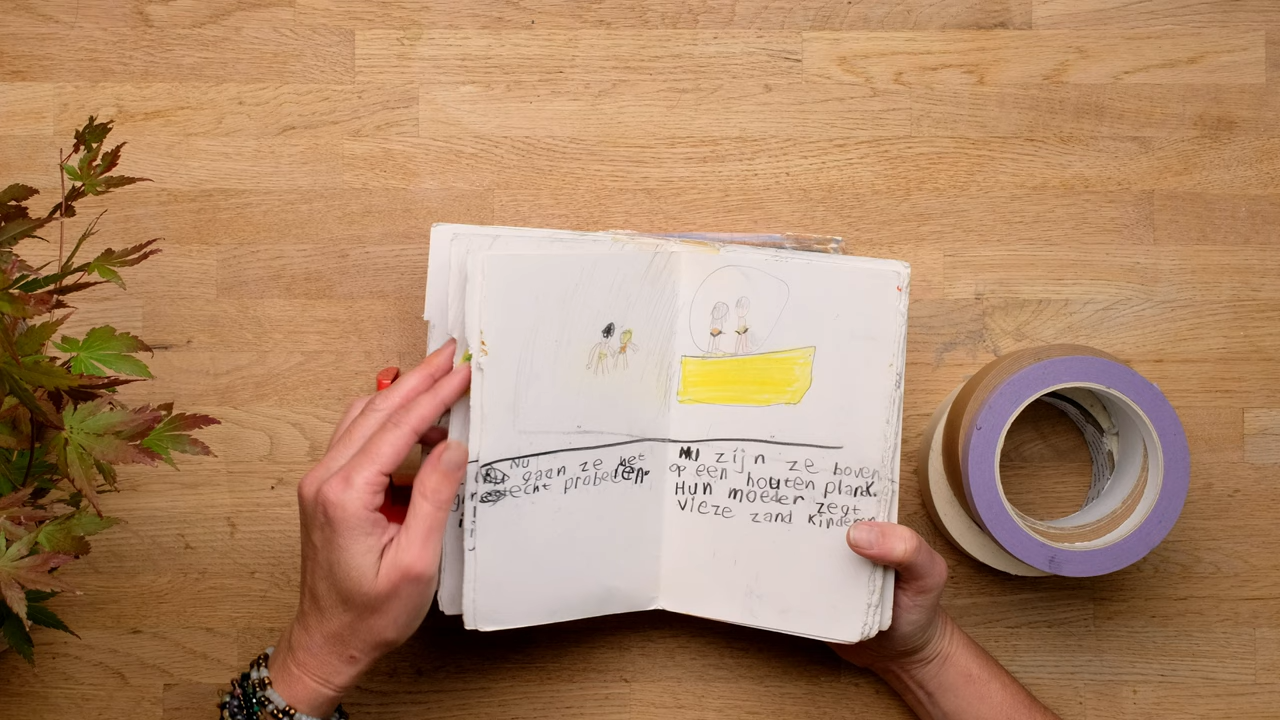 Nu
gaan ze het
echt proberen.
Nu zijn ze boven
op een houten plank.
Hun moeder zegt
vieze zand kinderen